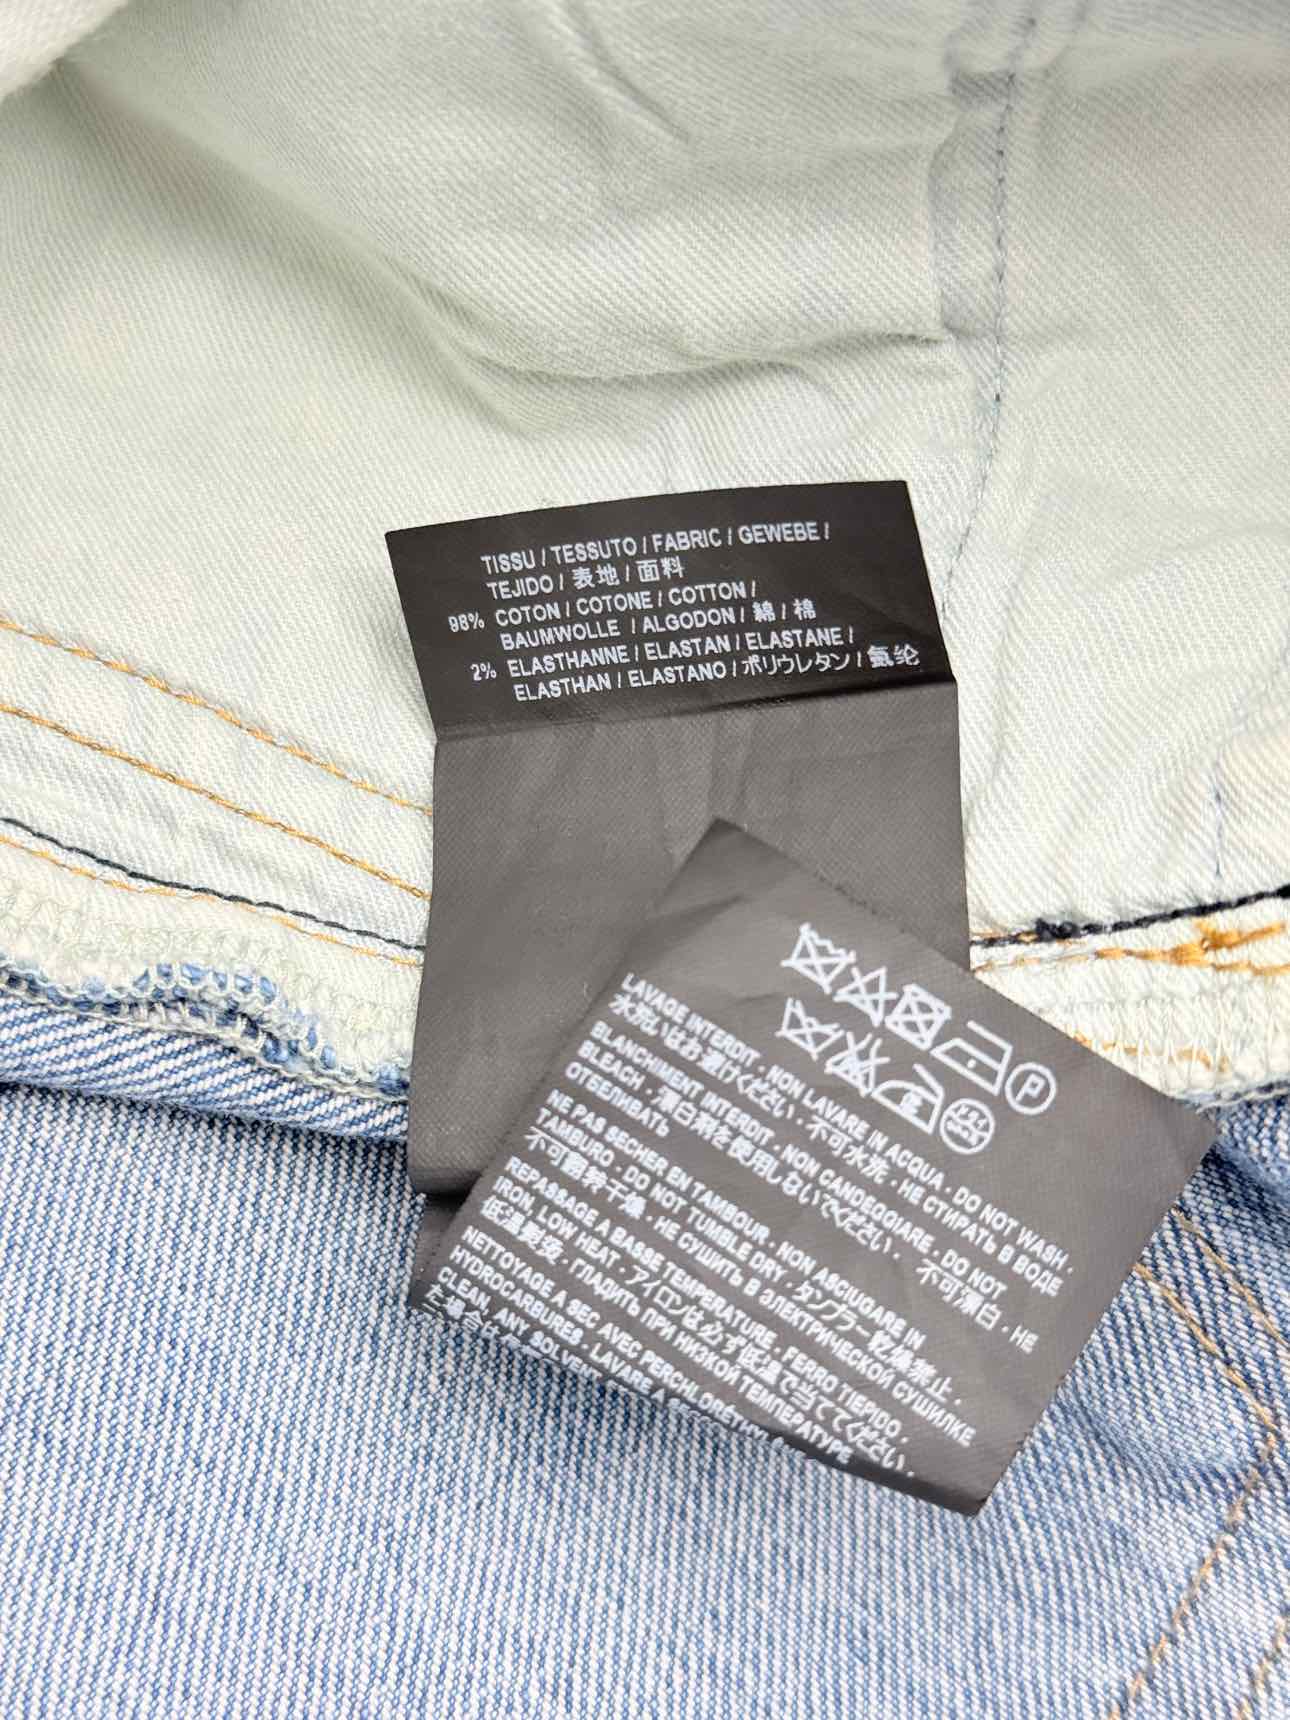 TISSU / TESSUTO / FABRIC / GEWEBE /
TEJIDO / 表地 / 面料
98% COTON / COTONE / COTTON /
BAUMWOLLE / ALGODON / 綿 / 棉
2% ELASTHANNE / ELASTAN / ELASTANE /
ELASTHAN / ELASTANO / ポリウレタン / 氨纶
P
LAVAGE INTERDIT . NON LAVARE IN ACQUA . DO NOT WASH .
水洗いはお避けください . 不可水洗 . НЕ СТИРАТЬ В ВОДЕ
BLANCHIMENT INTERDIT . NON CANDEGGIARE . DO NOT
BLEACH . 漂白剤を使用しないでください . 不可漂白 . НЕ
ОТБЕЛИВАТЬ
NE PAS SECHER EN TAMBOUR . NON ASCIUGARE IN
TAMBURO . DO NOT TUMBLE DRY . タンブラー乾燥禁止 .
不可翻转干燥 . НЕ СУШИТЬ В ЭЛЕКТРИЧЕСКОЙ СУШИЛКЕ
REPASSAGE A BASSE TEMPERATURE . FERRO TIEPIDO .
IRON, LOW HEAT . アイロンは必ず低温で当ててください .
低温熨烫 . ГЛАДИТЬ ПРИ НИЗКОЙ ТЕМПЕРАТУРЕ
NETTOYAGE A SEC AVEC PERCHLORETHY
HYDROCARBURES . LAVARE A
CLEAN, ANY SOLVE